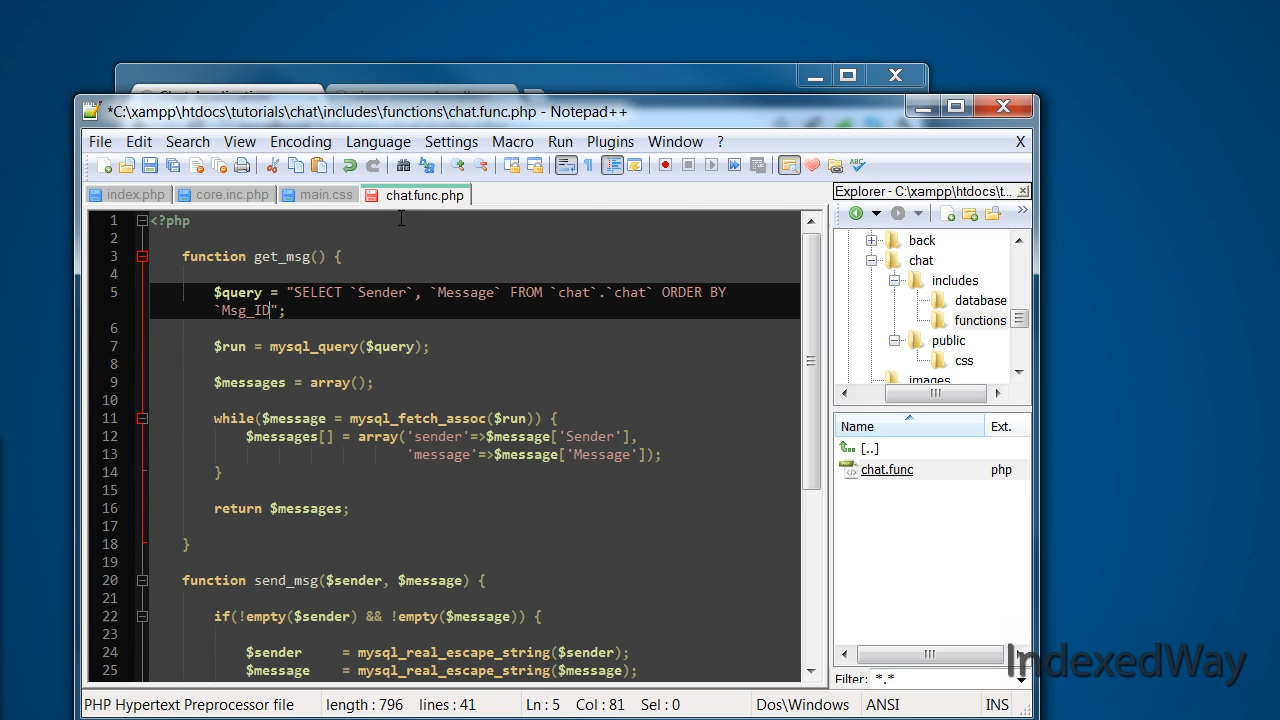 *C:\xampp\htdocs\tutorials\chat\includes\functions\chat.func.php - Notepad++
File Edit Search View Encoding Language Settings Macro Run Plugins Window ? X
index.php core.inc.php main.css chat.func.php
1 <?php
2
3 function get_msg() {
4
5 $query = "SELECT `Sender`, `Message` FROM `chat`.`chat` ORDER BY
`Msg_ID";
6
7 $run = mysql_query($query);
8
9 $messages = array();
10
11 while($message = mysql_fetch_assoc($run)) {
12 $messages[] = array('sender'=>$message['Sender'],
13 'message'=>$message['Message']);
14 }
15
16 return $messages;
17
18 }
19
20 function send_msg($sender, $message) {
21
22 if(!empty($sender) && !empty($message)) {
23
24 $sender = mysql_real_escape_string($sender);
25 $message = mysql_real_escape_string($message);
Explorer - C:\xampp\htdocs\t...
back
chat
includes
database
functions
public
css
images
Name Ext.
[..]
chat.func php
Filter: *.*
IndexedWay
PHP Hypertext Preprocessor file length : 796 lines : 41 Ln : 5 Col : 81 Sel : 0 Dos\Windows ANSI INS